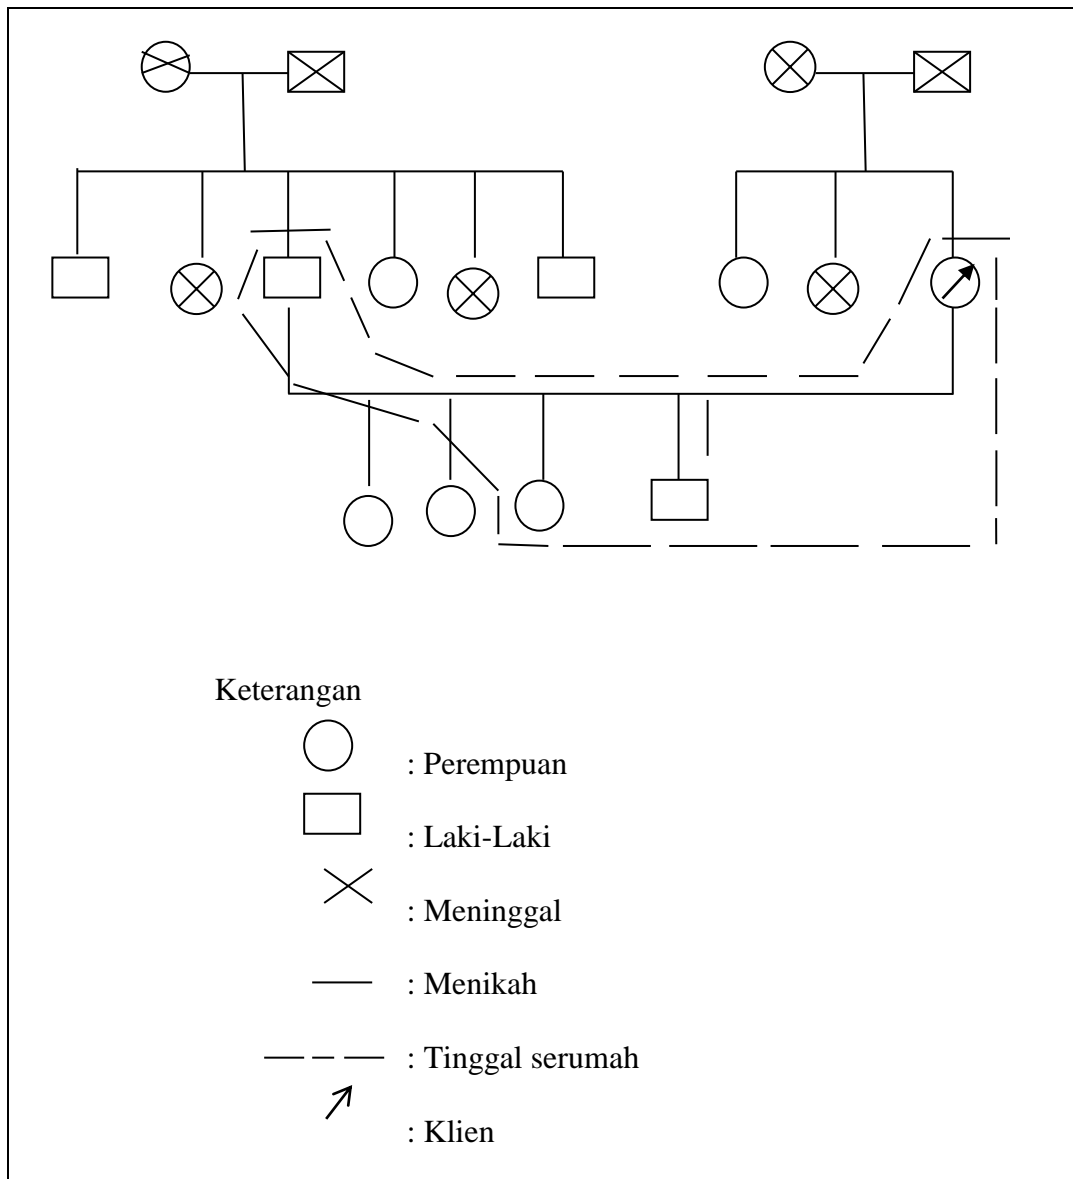 Keterangan
: Perempuan
: Laki-Laki
: Meninggal
: Menikah
: Tinggal serumah
: Klien